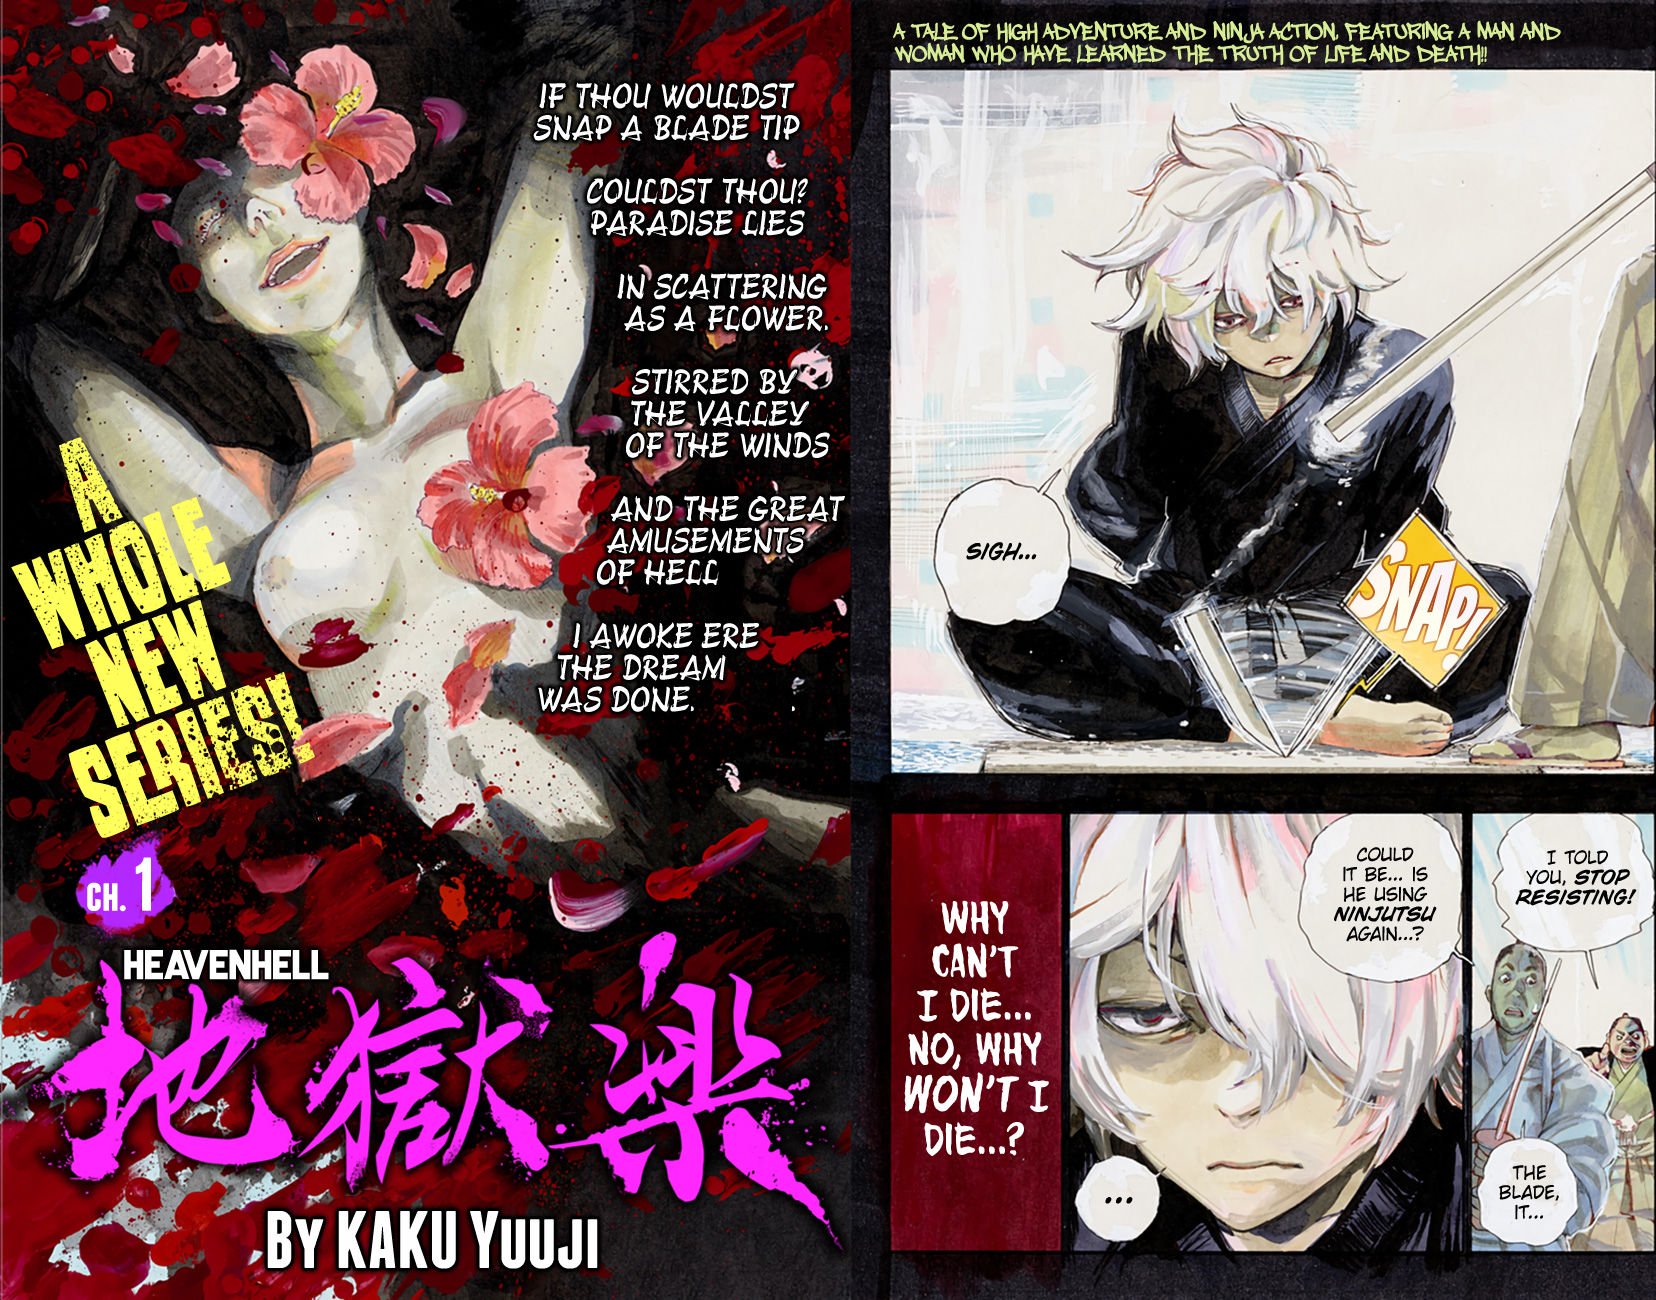 IF THOU WOULDST
SNAP A BLADE TIP
COULDST THOU?
PARADISE LIES
IN SCATTERING
AS A FLOWER.
STIRRED BY
THE VALLEY
OF THE WINDS
AND THE GREAT
AMUSEMENTS
OF HELL
I AWOKE ERE
THE DREAM
WAS DONE.
A
WHOLE
NEW
SERIES!
CH. 1
HEAVENHELL
地獄楽
BY KAKU YUUJI
A TALE OF HIGH ADVENTURE AND NINJA ACTION, FEATURING A MAN AND
WOMAN WHO HAVE LEARNED THE TRUTH OF LIFE AND DEATH!!
SIGH...
SNAP!
WHY
CAN'T
I DIE...
NO, WHY
WON'T I
DIE...?
COULD
IT BE... IS
HE USING
NINJUTSU
AGAIN...?
...
I TOLD
YOU, STOP
RESISTING!
THE
BLADE,
IT...